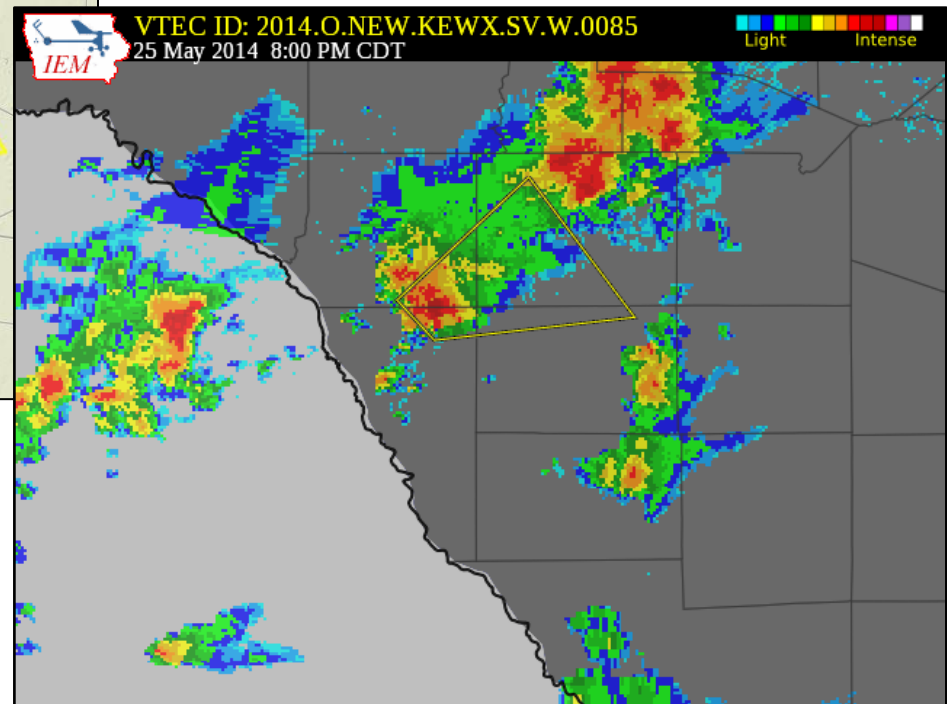 IEM
VTEC ID: 2014.O.NEW.KEWX.SV.W.0085
25 May 2014 8:00 PM CDT
Light
Intense